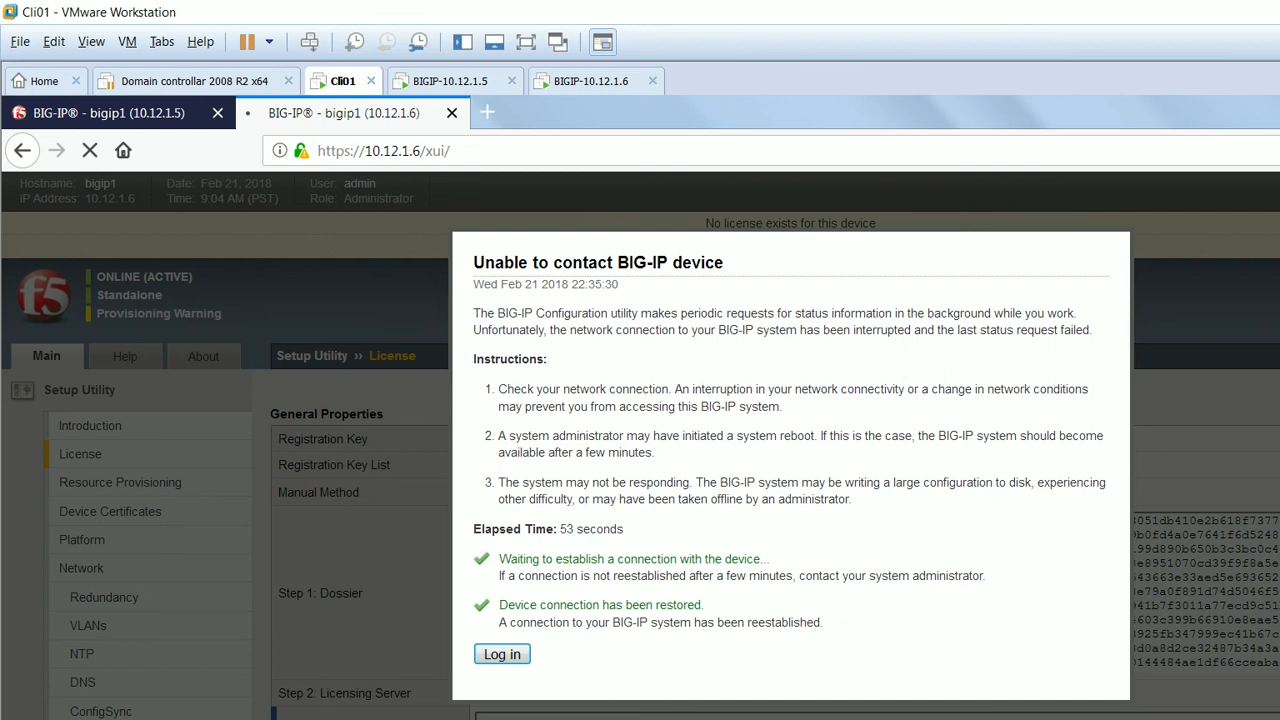 Cli01 - VMware Workstation
File Edit View VM Tabs Help
Home Domain controllar 2008 R2 x64 Cli01 BIGIP-10.12.1.5 BIGIP-10.12.1.6
BIG-IP® - bigip1 (10.12.1.5) BIG-IP® - bigip1 (10.12.1.6)
https://10.12.1.6/xui/
Hostname: bigip1 Date: Feb 21, 2018 User: admin
IP Address: 10.12.1.6 Time: 9:04 AM (PST) Role: Administrator
No license exists for this device
f5
ONLINE (ACTIVE)
Standalone
Provisioning Warning
Main Help About
Setup Utility ›› License
Setup Utility
Introduction
License
Resource Provisioning
Device Certificates
Platform
Network
Redundancy
VLANs
NTP
DNS
ConfigSync
General Properties
Registration Key
Registration Key List
Manual Method
Step 1: Dossier
Step 2: Licensing Server
Unable to contact BIG-IP device
Wed Feb 21 2018 22:35:30
The BIG-IP Configuration utility makes periodic requests for status information in the background while you work.
Unfortunately, the network connection to your BIG-IP system has been interrupted and the last status request failed.
Instructions:
1. Check your network connection. An interruption in your network connectivity or a change in network conditions
may prevent you from accessing this BIG-IP system.
2. A system administrator may have initiated a system reboot. If this is the case, the BIG-IP system should become
available after a few minutes.
3. The system may not be responding. The BIG-IP system may be writing a large configuration to disk, experiencing
other difficulty, or may have been taken offline by an administrator.
Elapsed Time: 53 seconds
Waiting to establish a connection with the device...
If a connection is not reestablished after a few minutes, contact your system administrator.
Device connection has been restored.
A connection to your BIG-IP system has been reestablished.
Log in